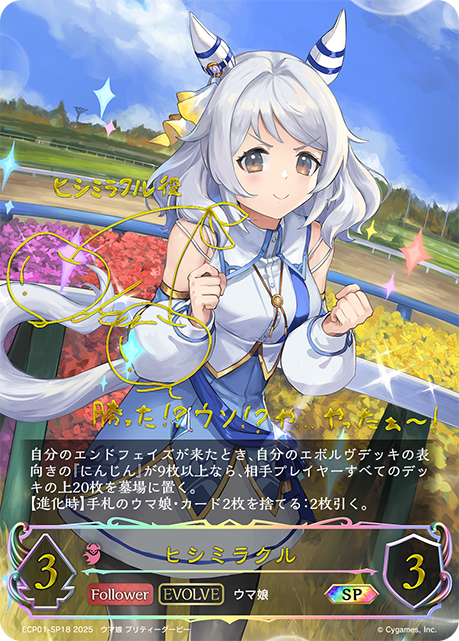 ヒシミラクル役
勝った!?ウソ!?や…やったぁ〜!
自分のエンドフェイズが来たとき、自分のエボルヴデッキの表
向きの『にんじん』が9枚以上なら、相手プレイヤーすべてのデッ
キの上20枚を墓場に置く。
【進化時】手札のウマ娘・カード2枚を捨てる:2枚引く。
3
ヒシミラクル
3
Follower EVOLVE ウマ娘 SP
ECP01-SP18 2025 ウマ娘 プリティーダービー © Cygames, Inc.